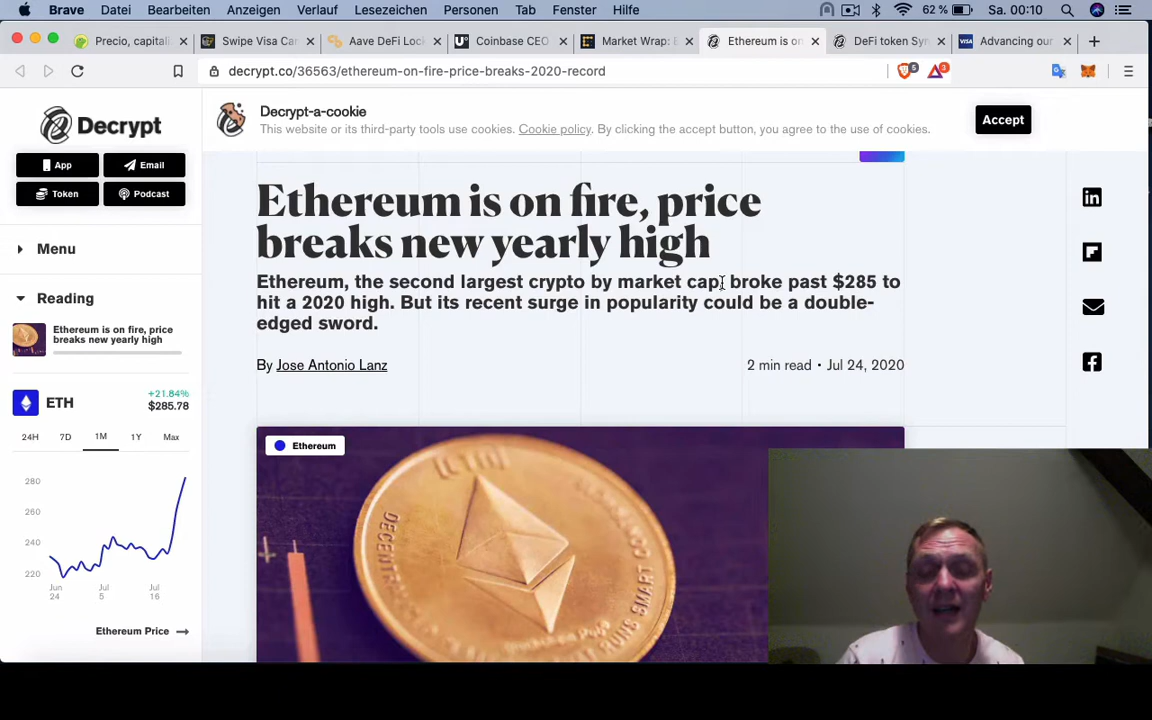 Brave Datei Bearbeiten Anzeigen Verlauf Lesezeichen Personen Tab Fenster Hilfe 62 % Sa. 00:10
Precio, capitali Swipe Visa Car Aave DeFi Lock Coinbase CEO Market Wrap: E Ethereum is on DeFi token Syn Advancing our
decrypt.co/36563/ethereum-on-fire-price-breaks-2020-record 5 3
Decrypt
App Email
Token Podcast
Menu
Reading
Ethereum is on fire, price
breaks new yearly high
ETH +21.84%
$285.78
24H 7D 1M 1Y Max
280
260
240
220
Jun
24
Jul
5
Jul
16
Ethereum Price
Decrypt-a-cookie
This website or its third-party tools use cookies. Cookie policy. By clicking the accept button, you agree to the use of cookies.
Accept
Ethereum is on fire, price
breaks new yearly high
Ethereum, the second largest crypto by market cap, broke past $285 to
hit a 2020 high. But its recent surge in popularity could be a double-
edged sword.
By Jose Antonio Lanz 2 min read • Jul 24, 2020
Ethereum
RUNS SMART